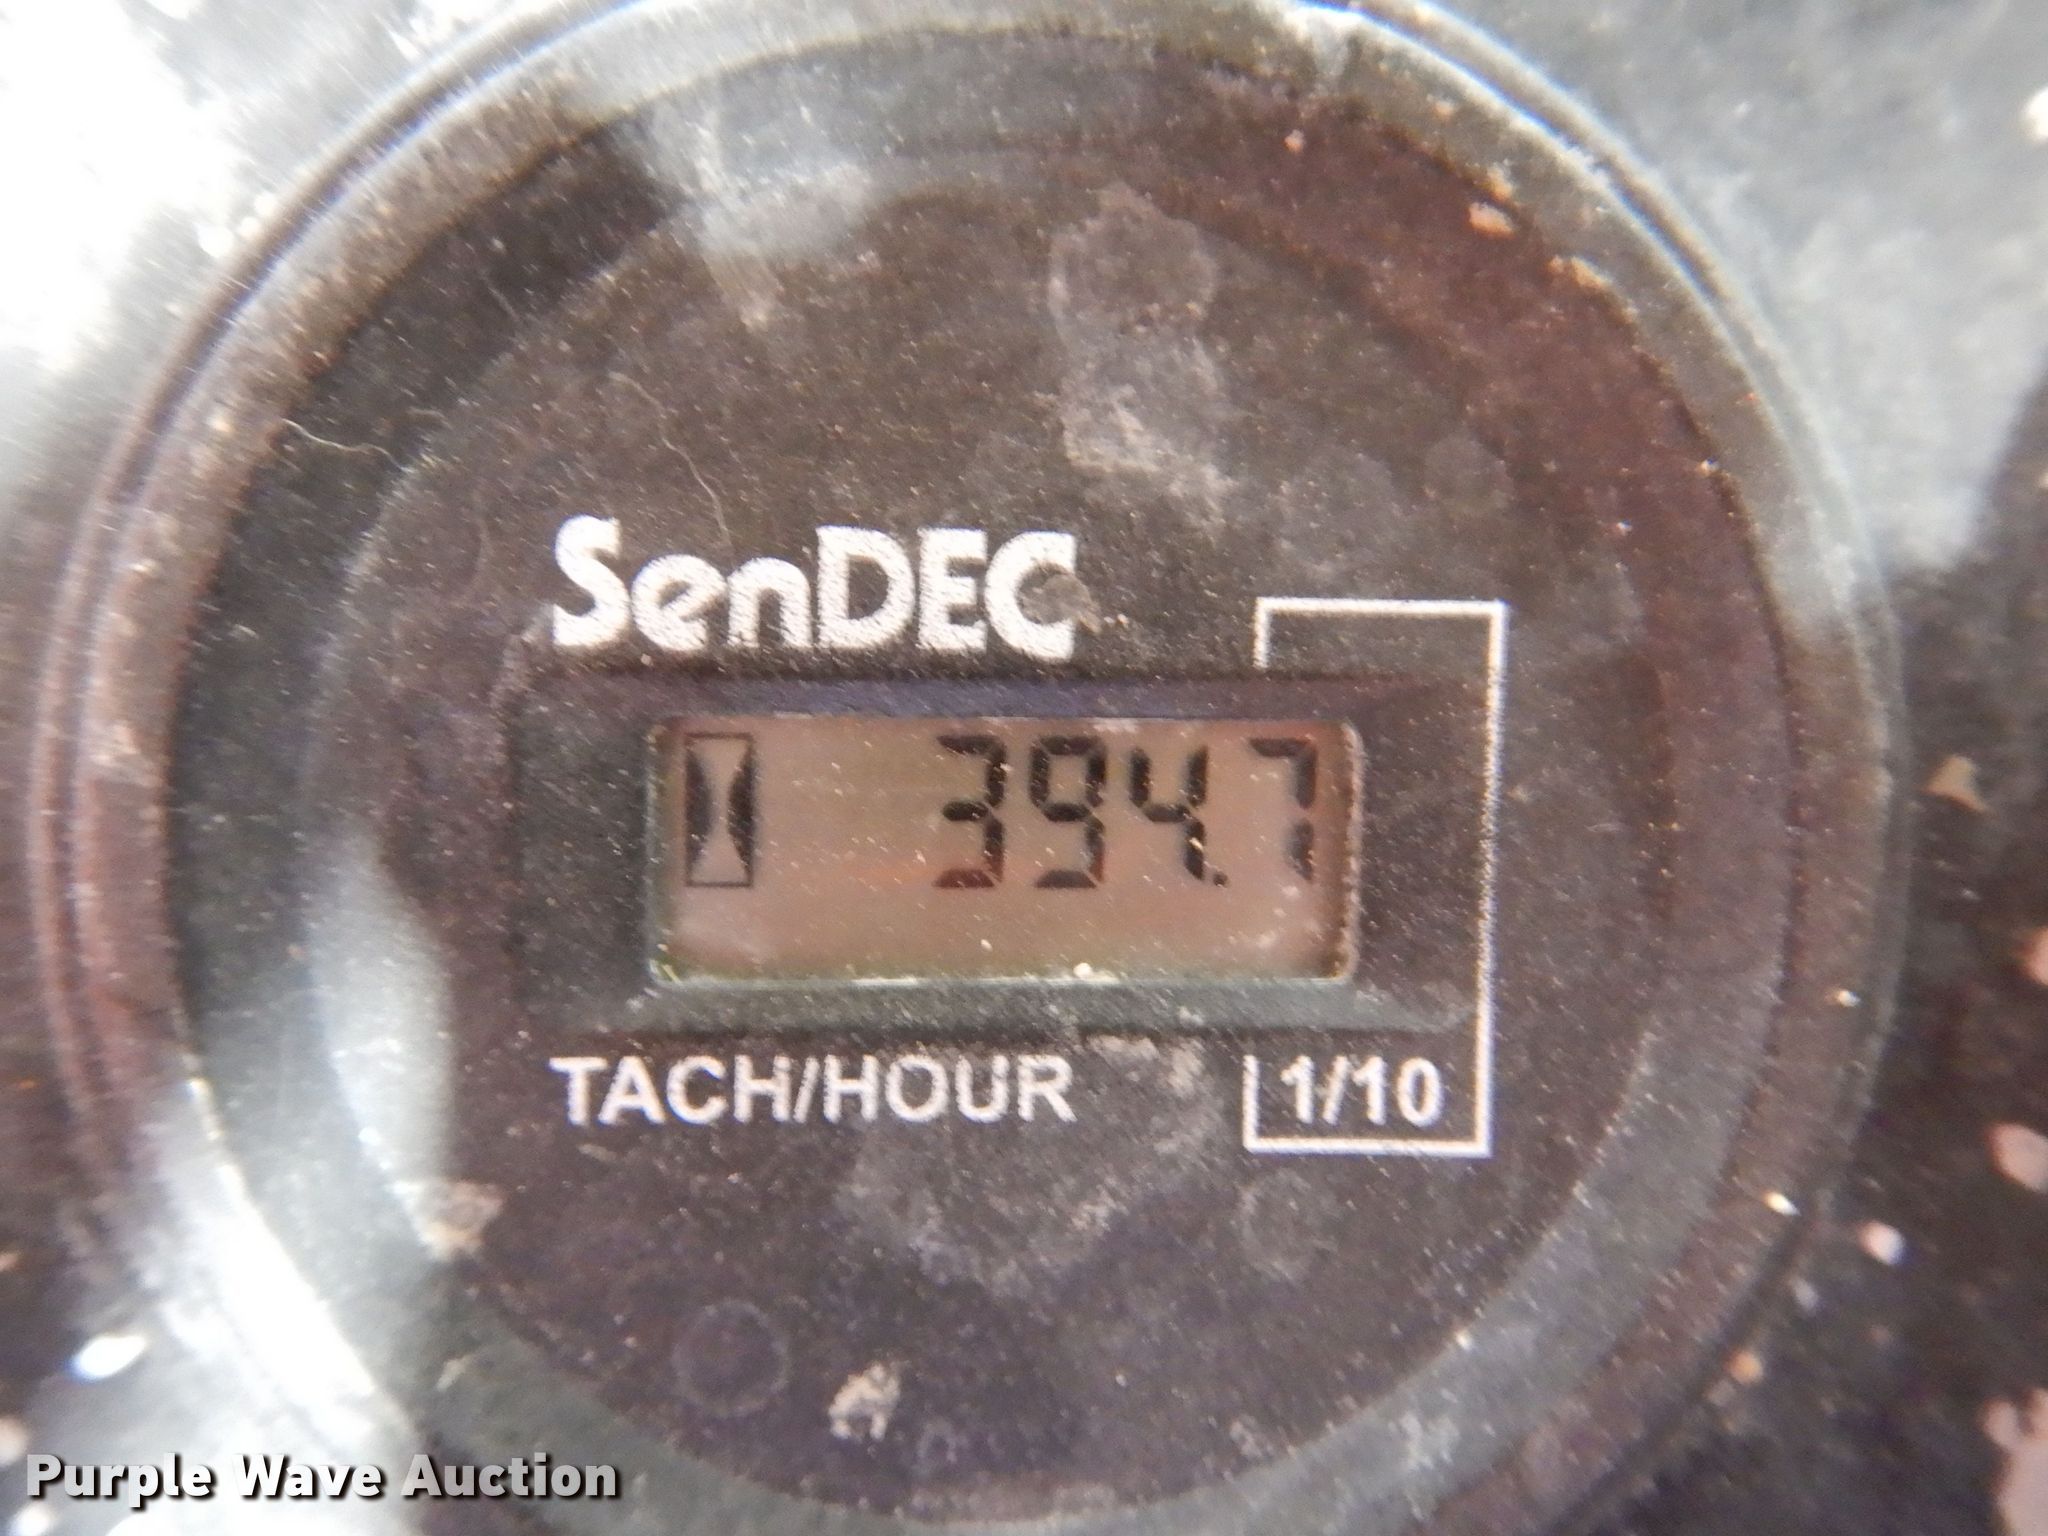 SenDEC
394.7
TACH/HOUR 1/10
Purple Wave Auction